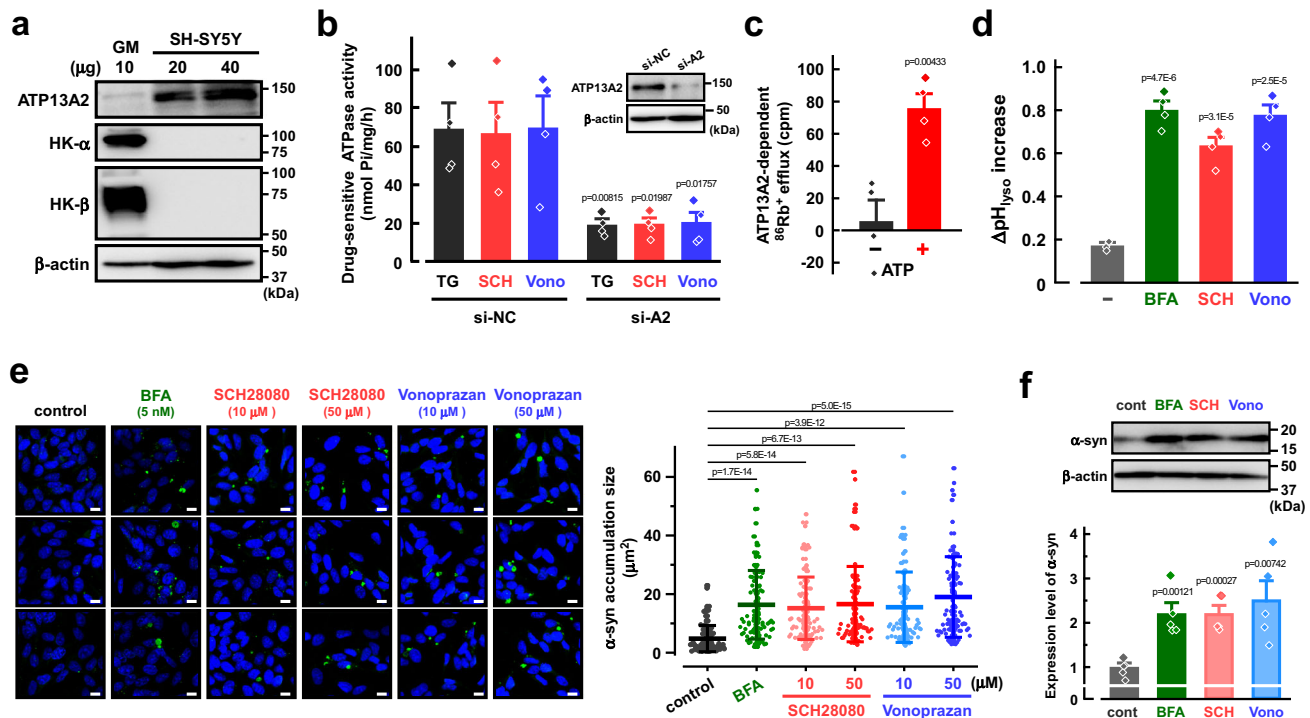 a
GM
SH-SY5Y
(μg)
10
20
40
ATP13A2
150
HK-α
100
75
HK-β
100
75
50
β-actin
50
37
(kDa)
b
Drug-sensitive ATPase activity
(nmol Pi/mg/h)
120
100
80
60
40
20
0
si-NC
si-A2
ATP13A2
150
β-actin
50
(kDa)
p=0.00815
p=0.01987
p=0.01757
TG
SCH
Vono
TG
SCH
Vono
si-NC
si-A2
c
ATP13A2-dependent
⁸⁶Rb⁺ efflux (cpm)
120
100
80
60
40
20
0
-20
p=0.00433
−
+
ATP
d
ΔpHlyso increase
1.0
0.8
0.6
0.4
0.2
0
p=4.7E-6
p=3.1E-5
p=2.5E-5
−
BFA
SCH
Vono
e
control
BFA
(5 nM)
SCH28080
(10 μM )
SCH28080
(50 μM )
Vonoprazan
(10 μM )
Vonoprazan
(50 μM )
α-syn accumulation size
(μm²)
60
40
20
0
p=5.0E-15
p=3.9E-12
p=6.7E-13
p=5.8E-14
p=1.7E-14
control
BFA
10
50
10
50
(μM)
SCH28080
Vonoprazan
f
cont
BFA
SCH
Vono
α-syn
20
15
β-actin
50
37
(kDa)
Expression level of α-syn
4
3
2
1
0
p=0.00121
p=0.00027
p=0.00742
cont
BFA
SCH
Vono